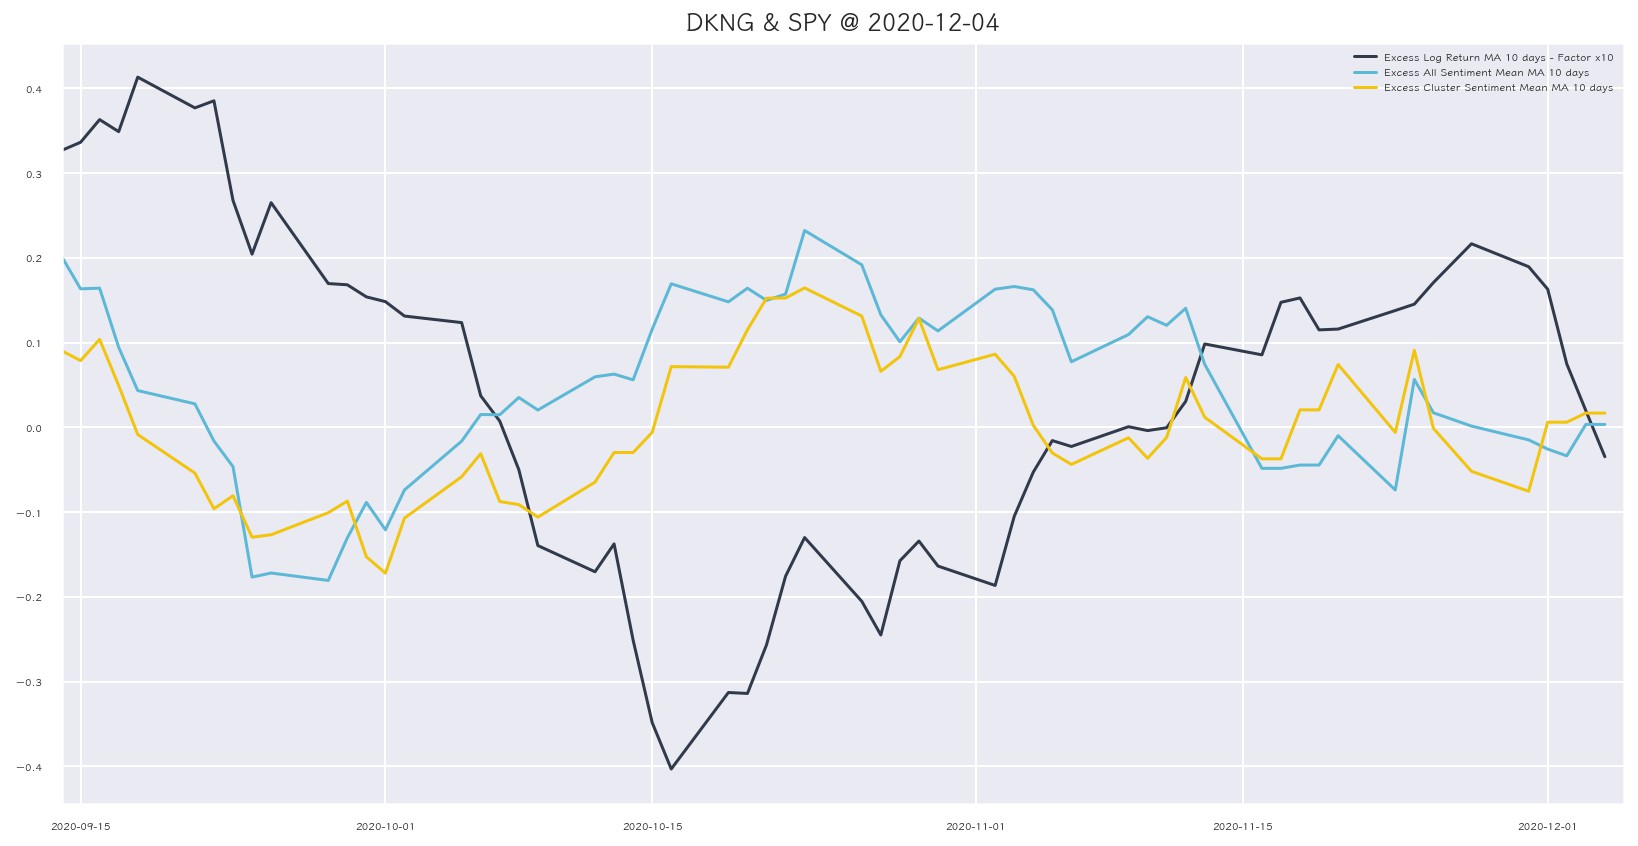 DKNG & SPY @ 2020-12-04
Excess Log Return MA 10 days - Factor x10
Excess All Sentiment Mean MA 10 days
Excess Cluster Sentiment Mean MA 10 days
0.4
0.3
0.2
0.1
0.0
−0.1
−0.2
−0.3
−0.4
2020-09-15 2020-10-01 2020-10-15 2020-11-01 2020-11-15 2020-12-01